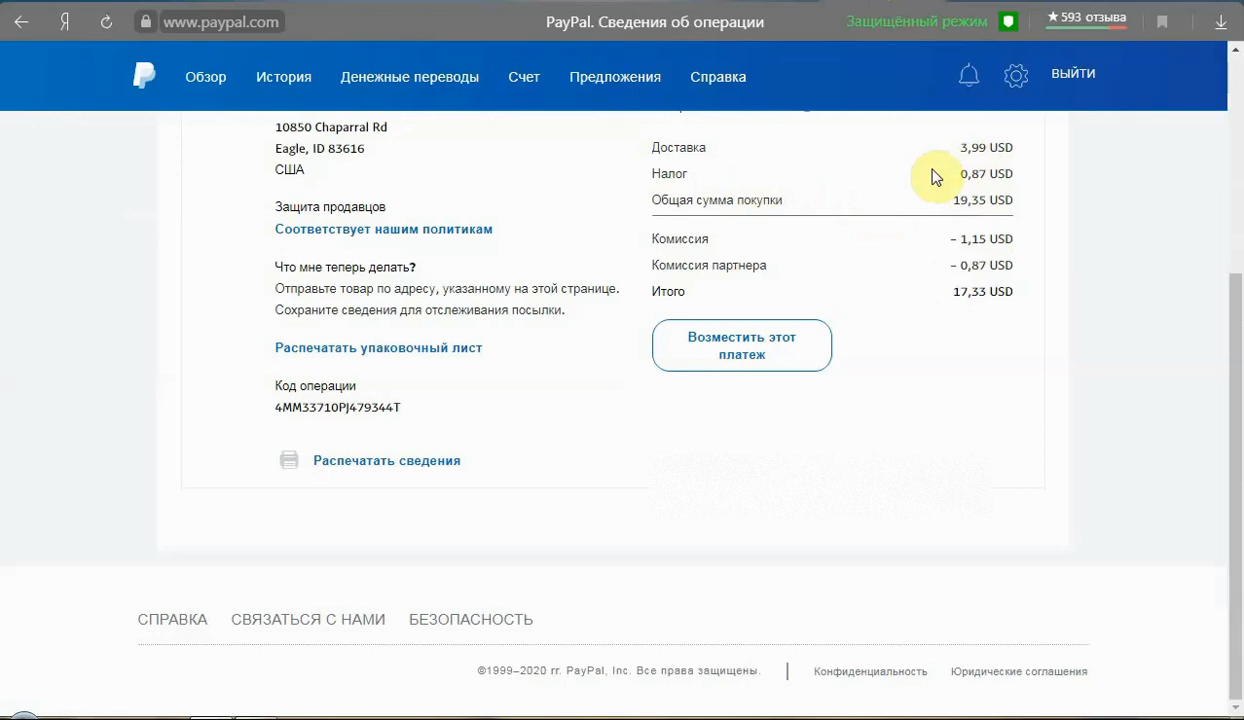 Я
www.paypal.com
PayPal. Сведения об операции
Защищённый режим
★ 593 отзыва
Обзор
История
Денежные переводы
Счет
Предложения
Справка
ВЫЙТИ
10850 Chaparral Rd
Eagle, ID 83616
США
Защита продавцов
Соответствует нашим политикам
Что мне теперь делать?
Отправьте товар по адресу, указанному на этой странице.
Сохраните сведения для отслеживания посылки.
Распечатать упаковочный лист
Код операции
4MM33710PJ479344T
Распечатать сведения
Доставка 3,99 USD
Налог 0,87 USD
Общая сумма покупки 19,35 USD
Комиссия – 1,15 USD
Комиссия партнера – 0,87 USD
Итого 17,33 USD
Возместить этот
платеж
СПРАВКА
СВЯЗАТЬСЯ С НАМИ
БЕЗОПАСНОСТЬ
©1999–2020 гг. PayPal, Inc. Все права защищены.
Конфиденциальность
Юридические соглашения